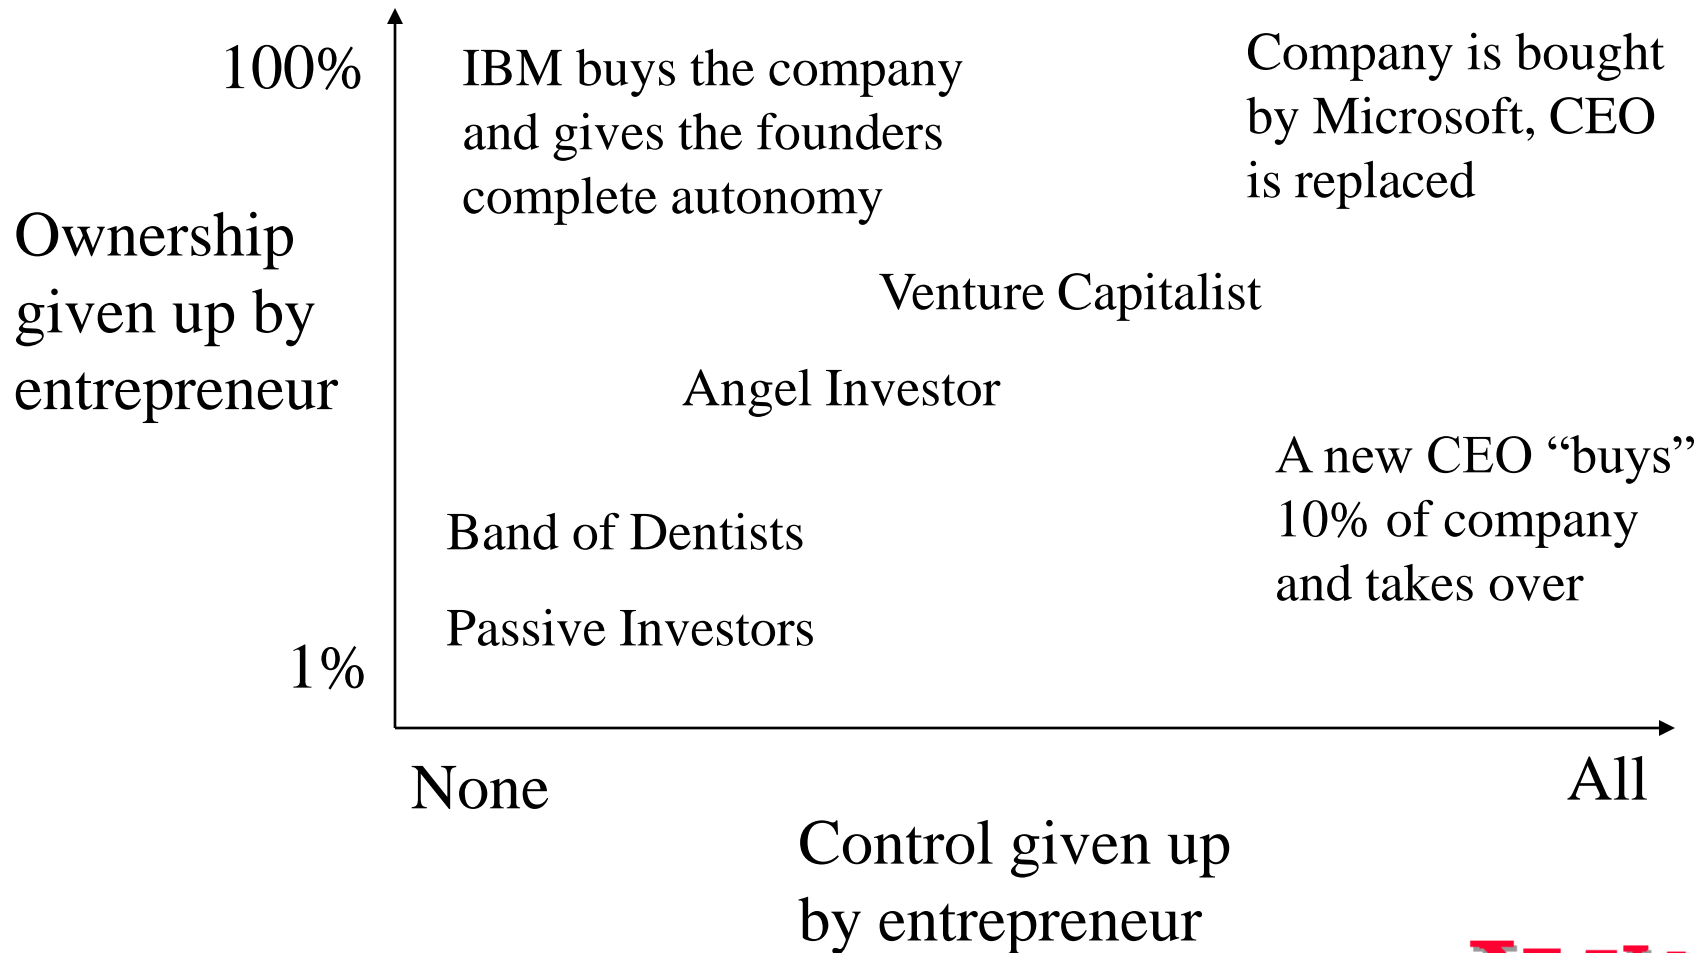 100%
IBM buys the company
and gives the founders
complete autonomy
Company is bought
by Microsoft, CEO
is replaced
Ownership
given up by
entrepreneur
Venture Capitalist
Angel Investor
A new CEO “buys”
10% of company
and takes over
Band of Dentists
Passive Investors
1%
None
All
Control given up
by entrepreneur